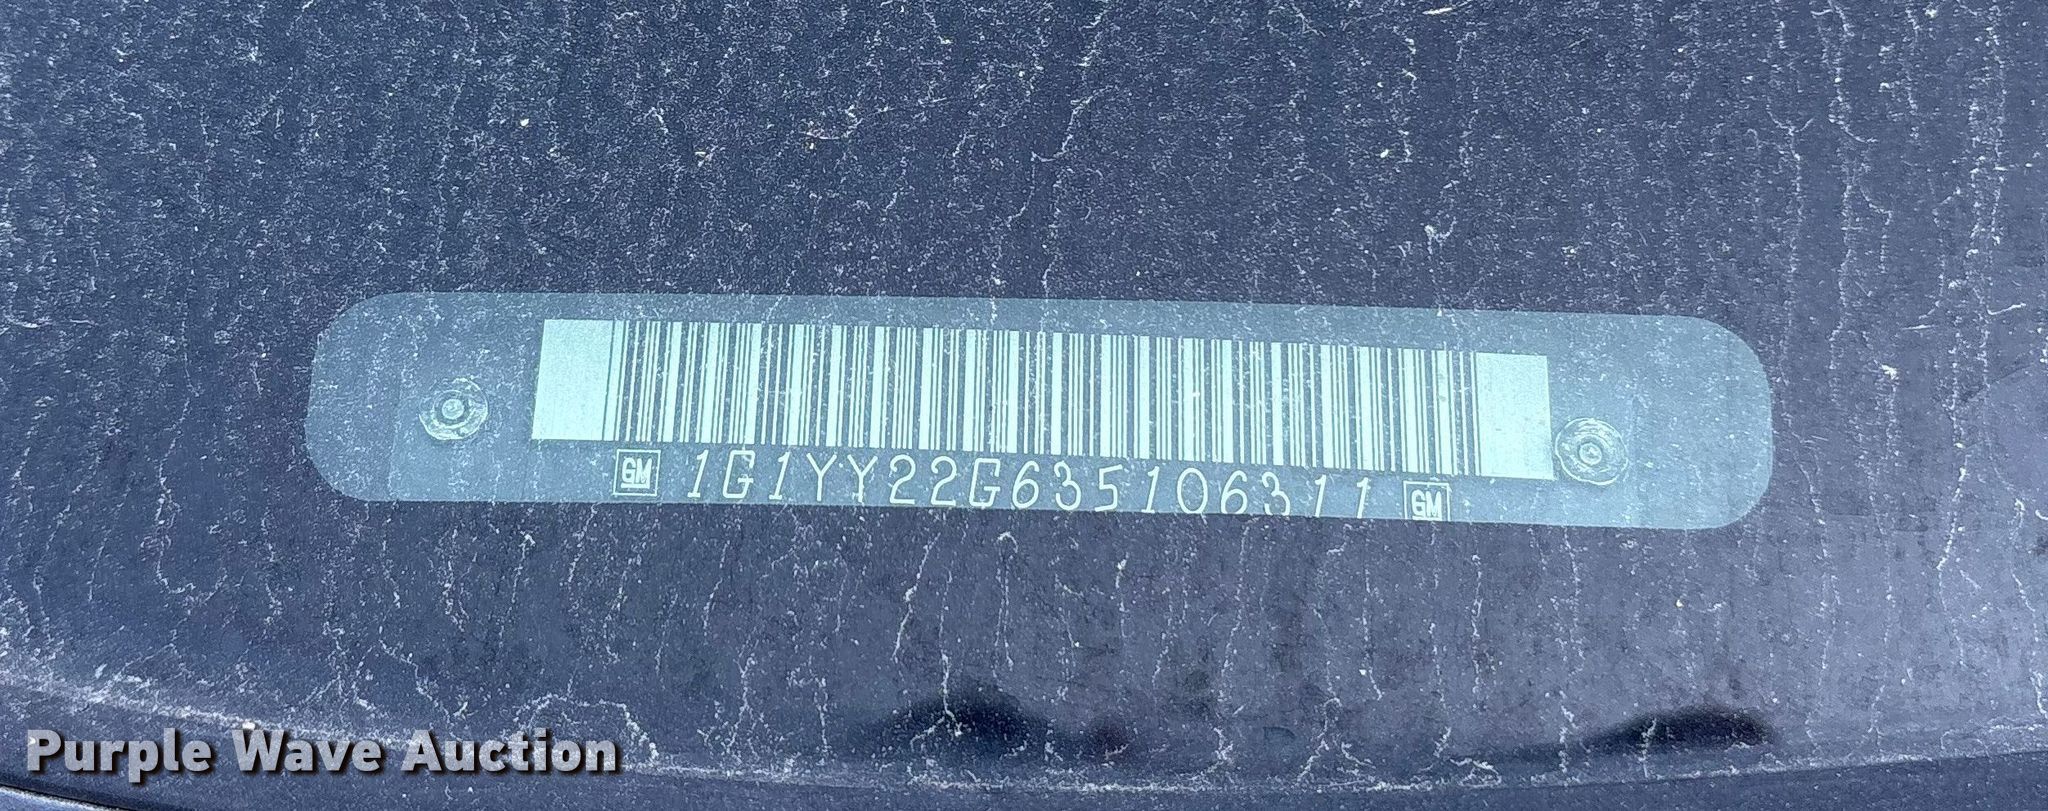 GM 1G1YY22G635106311 GM
Purple Wave Auction